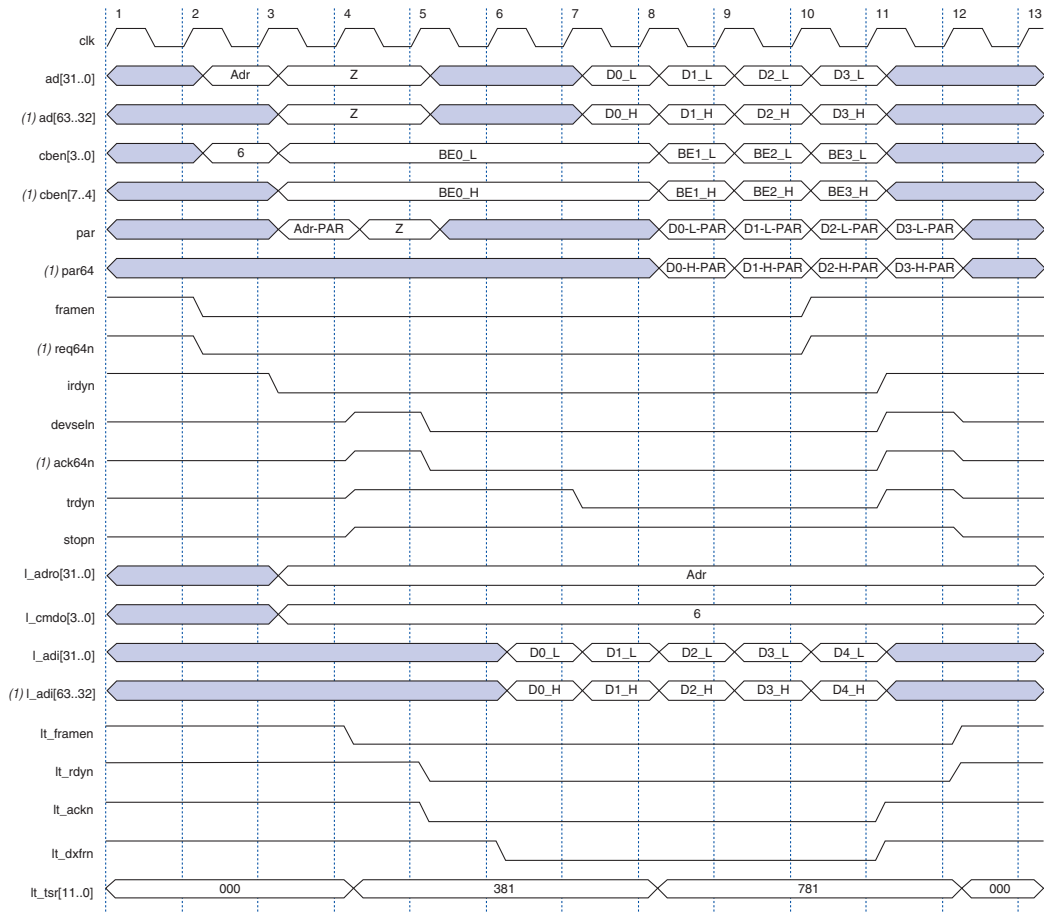 1 2 3 4 5 6 7 8 9 10 11 12 13
clk
ad[31..0] Adr Z D0_L D1_L D2_L D3_L
(1) ad[63..32] Z D0_H D1_H D2_H D3_H
cben[3..0] 6 BE0_L BE1_L BE2_L BE3_L
(1) cben[7..4] BE0_H BE1_H BE2_H BE3_H
par Adr-PAR Z D0-L-PAR D1-L-PAR D2-L-PAR D3-L-PAR
(1) par64 D0-H-PAR D1-H-PAR D2-H-PAR D3-H-PAR
framen
(1) req64n
irdyn
devseln
(1) ack64n
trdyn
stopn
l_adro[31..0] Adr
l_cmdo[3..0] 6
l_adi[31..0] D0_L D1_L D2_L D3_L D4_L
(1) l_adi[63..32] D0_H D1_H D2_H D3_H D4_H
lt_framen
lt_rdyn
lt_ackn
lt_dxfrn
lt_tsr[11..0] 000 381 781 000